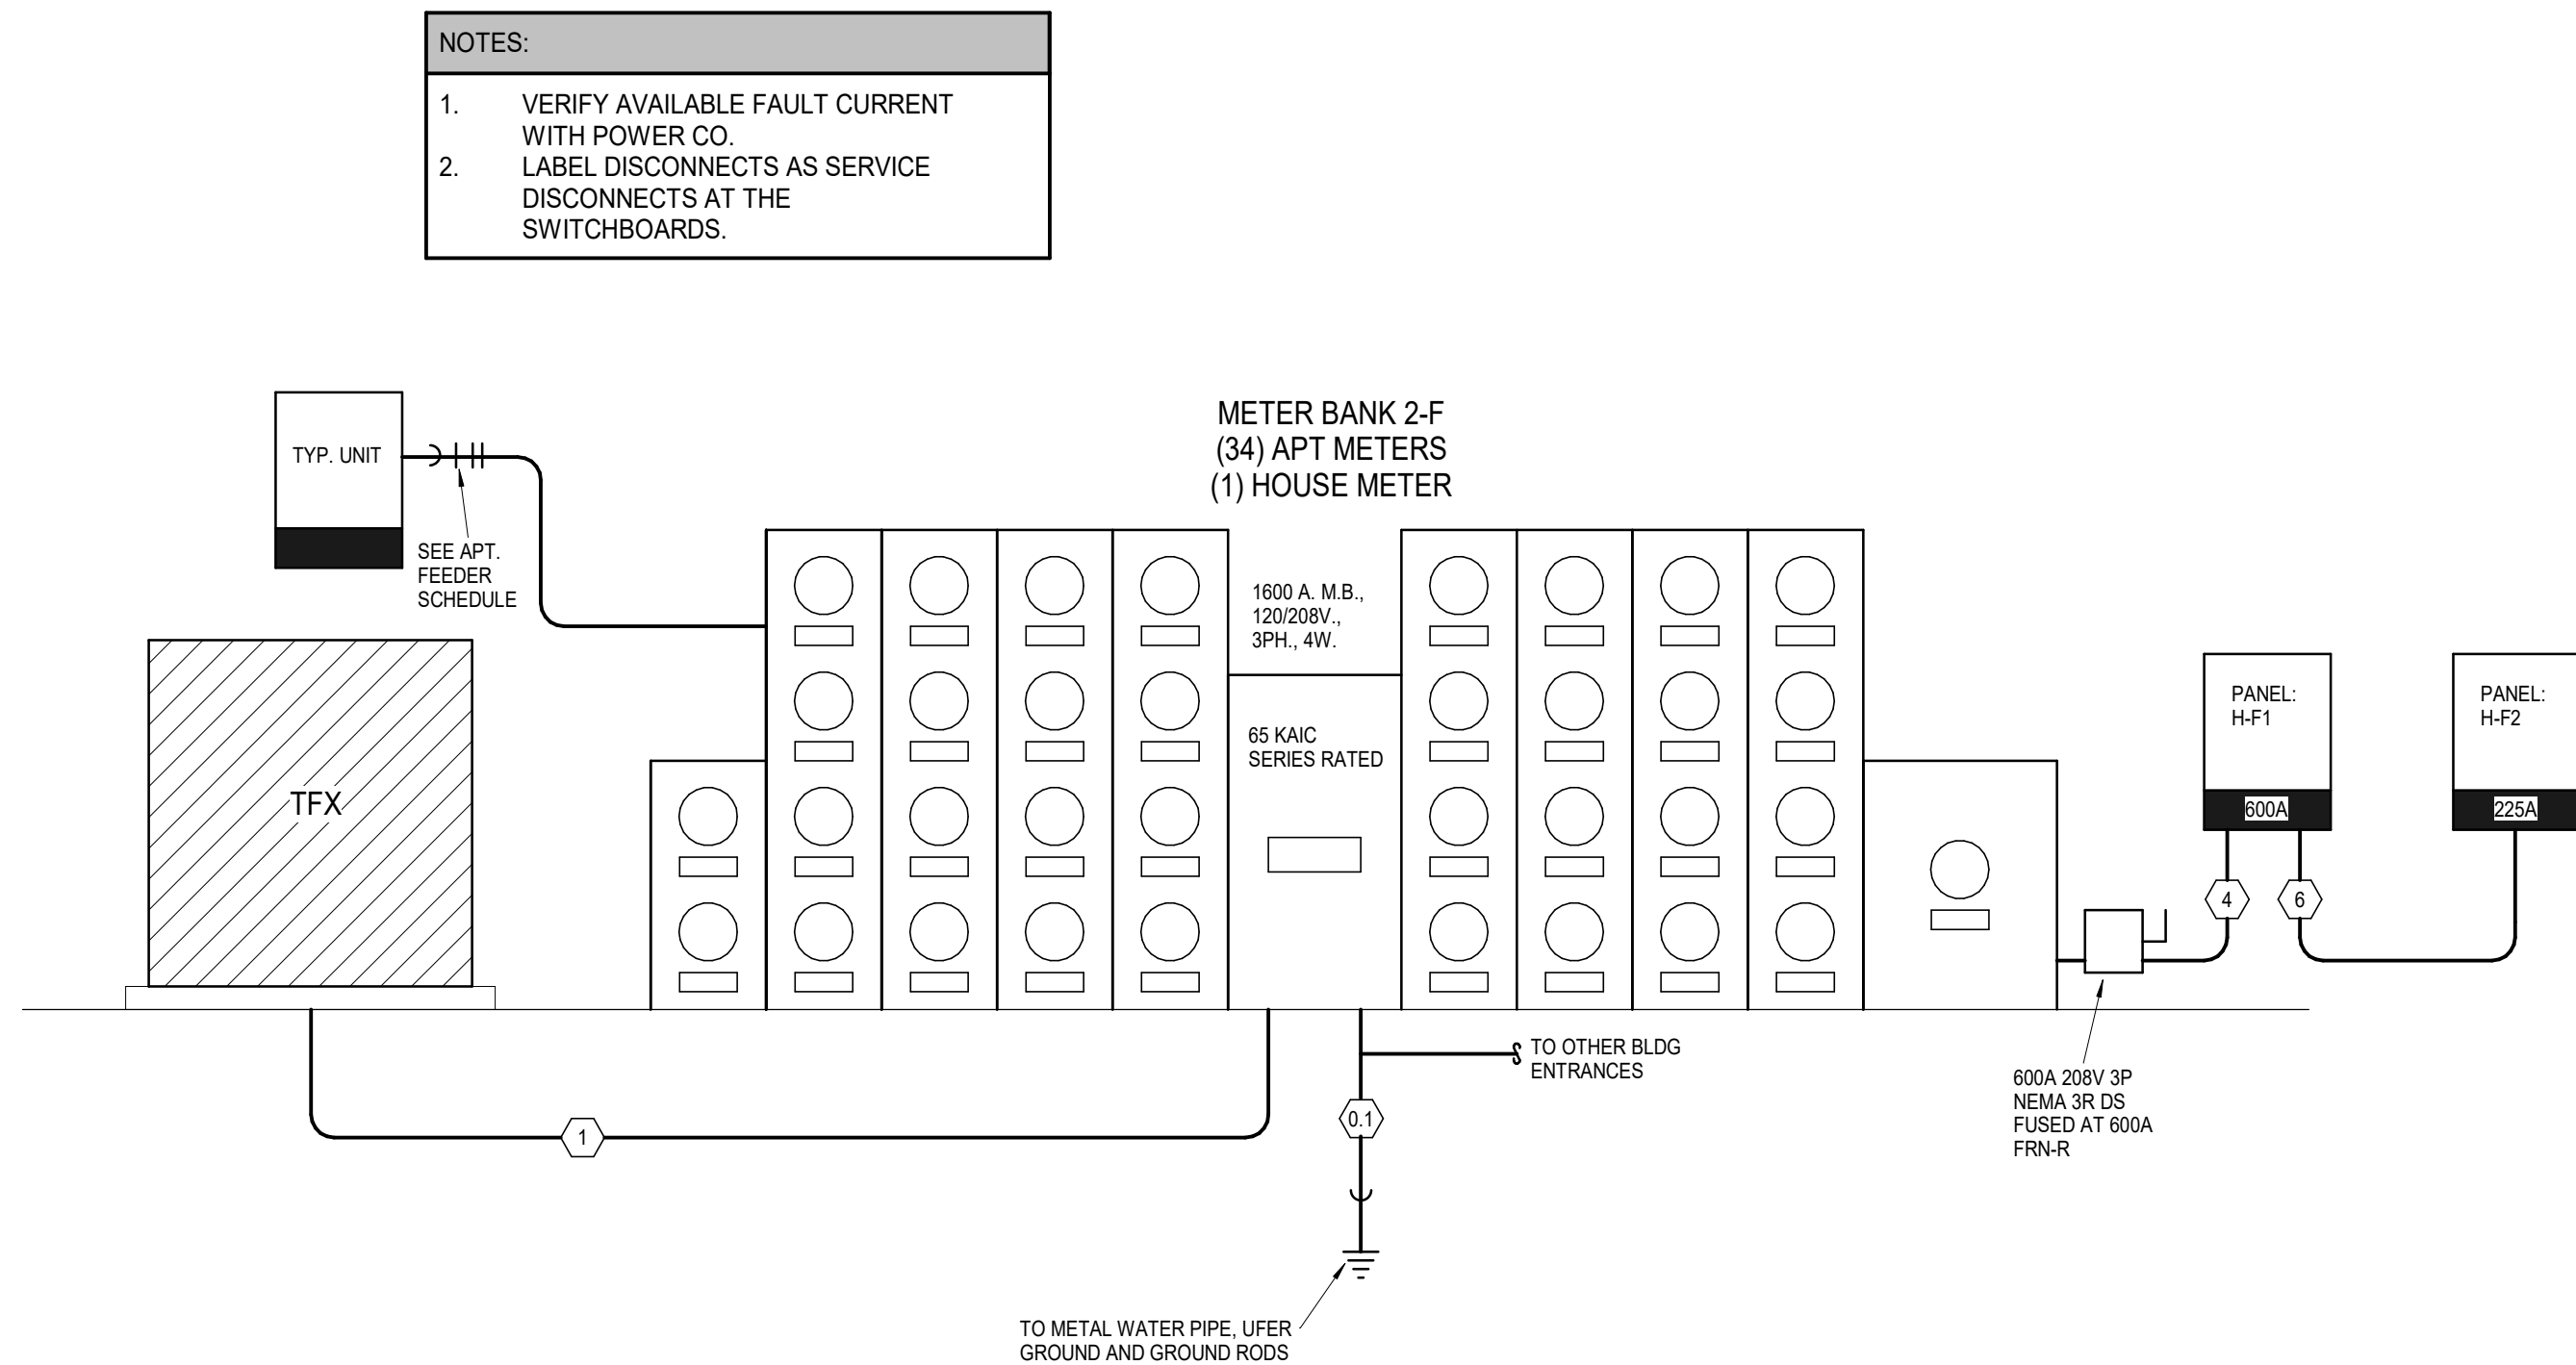 NOTES:
1. VERIFY AVAILABLE FAULT CURRENT
WITH POWER CO.
2. LABEL DISCONNECTS AS SERVICE
DISCONNECTS AT THE
SWITCHBOARDS.
METER BANK 2-F
(34) APT METERS
(1) HOUSE METER
TYP. UNIT
SEE APT.
FEEDER
SCHEDULE
1600 A. M.B.,
120/208V.,
3PH., 4W.
65 KAIC
SERIES RATED
TFX
PANEL:
H-F1
600A
PANEL:
H-F2
225A
4
6
TO OTHER BLDG
ENTRANCES
600A 208V 3P
NEMA 3R DS
FUSED AT 600A
FRN-R
1
0.1
TO METAL WATER PIPE, UFER
GROUND AND GROUND RODS